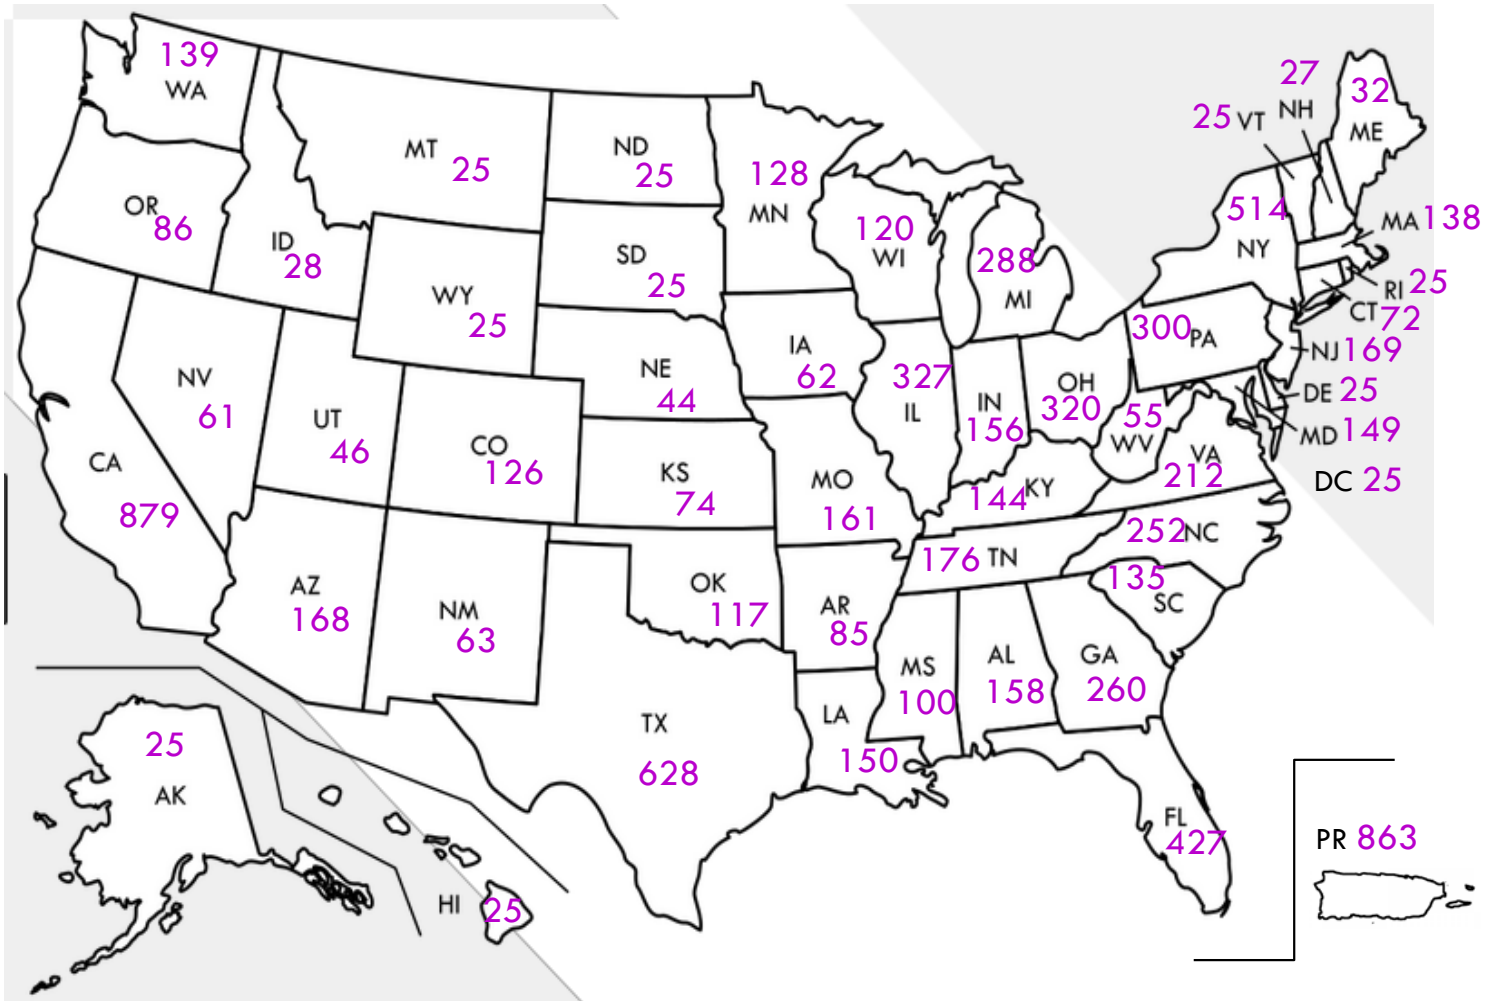 139
WA
27
32
NH
25 VT
ME
MT 25
ND
25
128
MN
OR
86
514
NY
MA 138
ID
28
120
WI
288
MI
SD
25
RI 25
WY
25
CT 72
300 PA
NJ 169
IA
62
NE
44
327
IL
NV
61
OH
320
DE 25
IN
156
55
WV
UT
46
MD 149
CO
126
CA
879
VA
212
DC 25
KS
74
MO
161
144 KY
252 NC
176 TN
135
SC
AZ
168
OK
117
NM
63
AR
85
MS
100
AL
158
GA
260
LA
150
TX
628
25
AK
FL
427
PR 863
HI 25